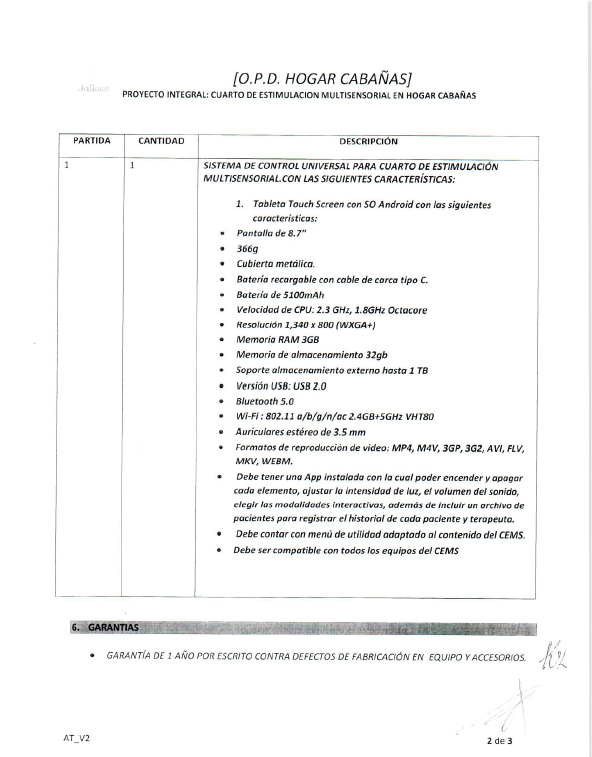 Jalisco
[O.P.D. HOGAR CABAÑAS]
PROYECTO INTEGRAL: CUARTO DE ESTIMULACION MULTISENSORIAL EN HOGAR CABAÑAS
PARTIDA CANTIDAD DESCRIPCIÓN
1 1 SISTEMA DE CONTROL UNIVERSAL PARA CUARTO DE ESTIMULACIÓN
MULTISENSORIAL.CON LAS SIGUIENTES CARACTERÍSTICAS:
1. Tableta Touch Screen con SO Android con las siguientes
características:
• Pantalla de 8.7"
• 366g
• Cubierta metálica.
• Batería recargable con cable de carca tipo C.
• Batería de 5100mAh
• Velocidad de CPU: 2.3 GHz, 1.8GHz Octacore
• Resolución 1,340 x 800 (WXGA+)
• Memoria RAM 3GB
• Memoria de almacenamiento 32gb
• Soporte almacenamiento externo hasta 1 TB
• Versión USB: USB 2.0
• Bluetooth 5.0
• Wi-Fi : 802.11 a/b/g/n/ac 2.4GB+5GHz VHT80
• Auriculares estéreo de 3.5 mm
• Formatos de reproducción de video: MP4, M4V, 3GP, 3G2, AVI, FLV,
MKV, WEBM.
• Debe tener una App instalada con la cual poder encender y apagar
cada elemento, ajustar la intensidad de luz, el volumen del sonido,
elegir las modalidades interactivas, además de incluir un archivo de
pacientes para registrar el historial de cada paciente y terapeuta.
• Debe contar con menú de utilidad adaptado al contenido del CEMS.
• Debe ser compatible con todos los equipos del CEMS
6. GARANTIAS
• GARANTÍA DE 1 AÑO POR ESCRITO CONTRA DEFECTOS DE FABRICACIÓN EN EQUIPO Y ACCESORIOS.
AT_V2
2 de 3